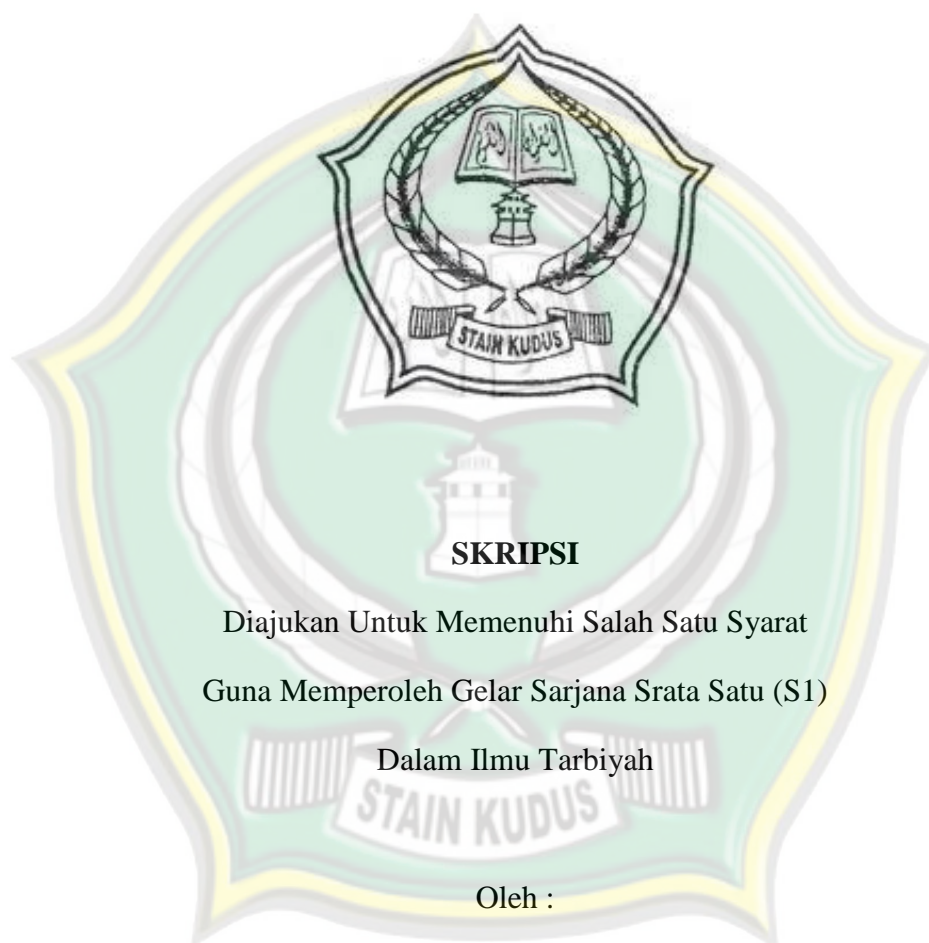 STAIN KUDUS
SKRIPSI
Diajukan Untuk Memenuhi Salah Satu Syarat
Guna Memperoleh Gelar Sarjana Srata Satu (S1)
Dalam Ilmu Tarbiyah
STAIN KUDUS
Oleh :